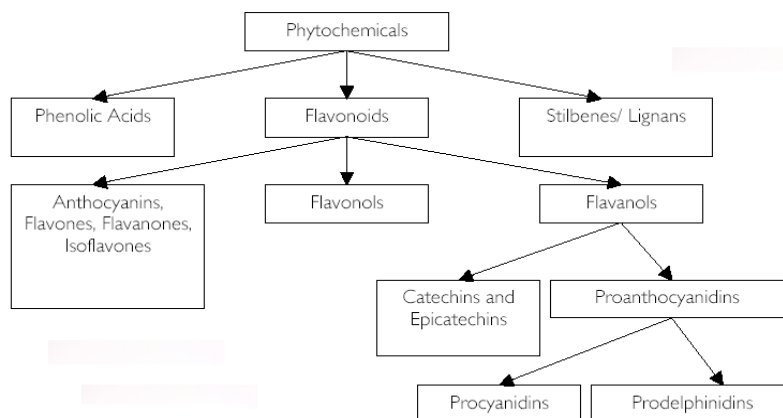 Phytochemicals
Phenolic Acids
Flavonoids
Stilbenes/ Lignans
Anthocyanins,
Flavones, Flavanones,
Isoflavones
Flavonols
Flavanols
Catechins and
Epicatechins
Proanthocyanidins
Procyanidins
Prodelphinidins